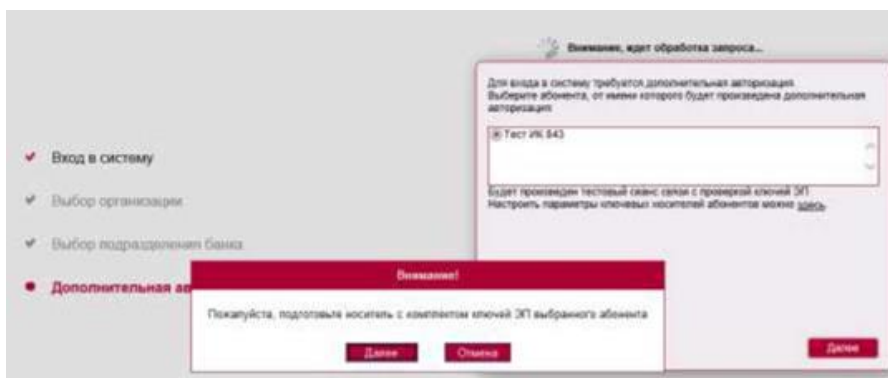 Внимание, идет обработка запроса...
Для входа в систему требуется дополнительная авторизация
Выберите абонента, от имени которого будет произведена дополнительная
авторизация
Тест ИК 843
Будет произведен тестовый сеанс связи с проверкой ключей ЭП
Настроить параметры ключевых носителей абонентов можно здесь.
Вход в систему
Выбор организации
Выбор подразделения банка
Дополнительная ав
Внимание!
Пожалуйста, подготовьте носитель с комплектом ключей ЭП выбранного абонента
Далее Отмена
Далее